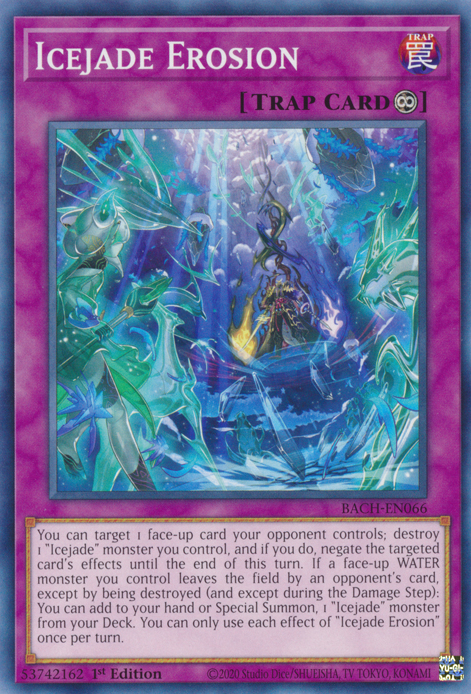 ICEJADE EROSION
TRAP
罠
[TRAP CARD ♾]
BACH-EN066
You can target 1 face-up card your opponent controls; destroy
1 "Icejade" monster you control, and if you do, negate the targeted
card's effects until the end of this turn. If a face-up WATER
monster you control leaves the field by an opponent's card,
except by being destroyed (and except during the Damage Step):
You can add to your hand or Special Summon, 1 "Icejade" monster
from your Deck. You can only use each effect of "Icejade Erosion"
once per turn.
53742162 1st Edition
©2020 Studio Dice/SHUEISHA, TV TOKYO, KONAMI